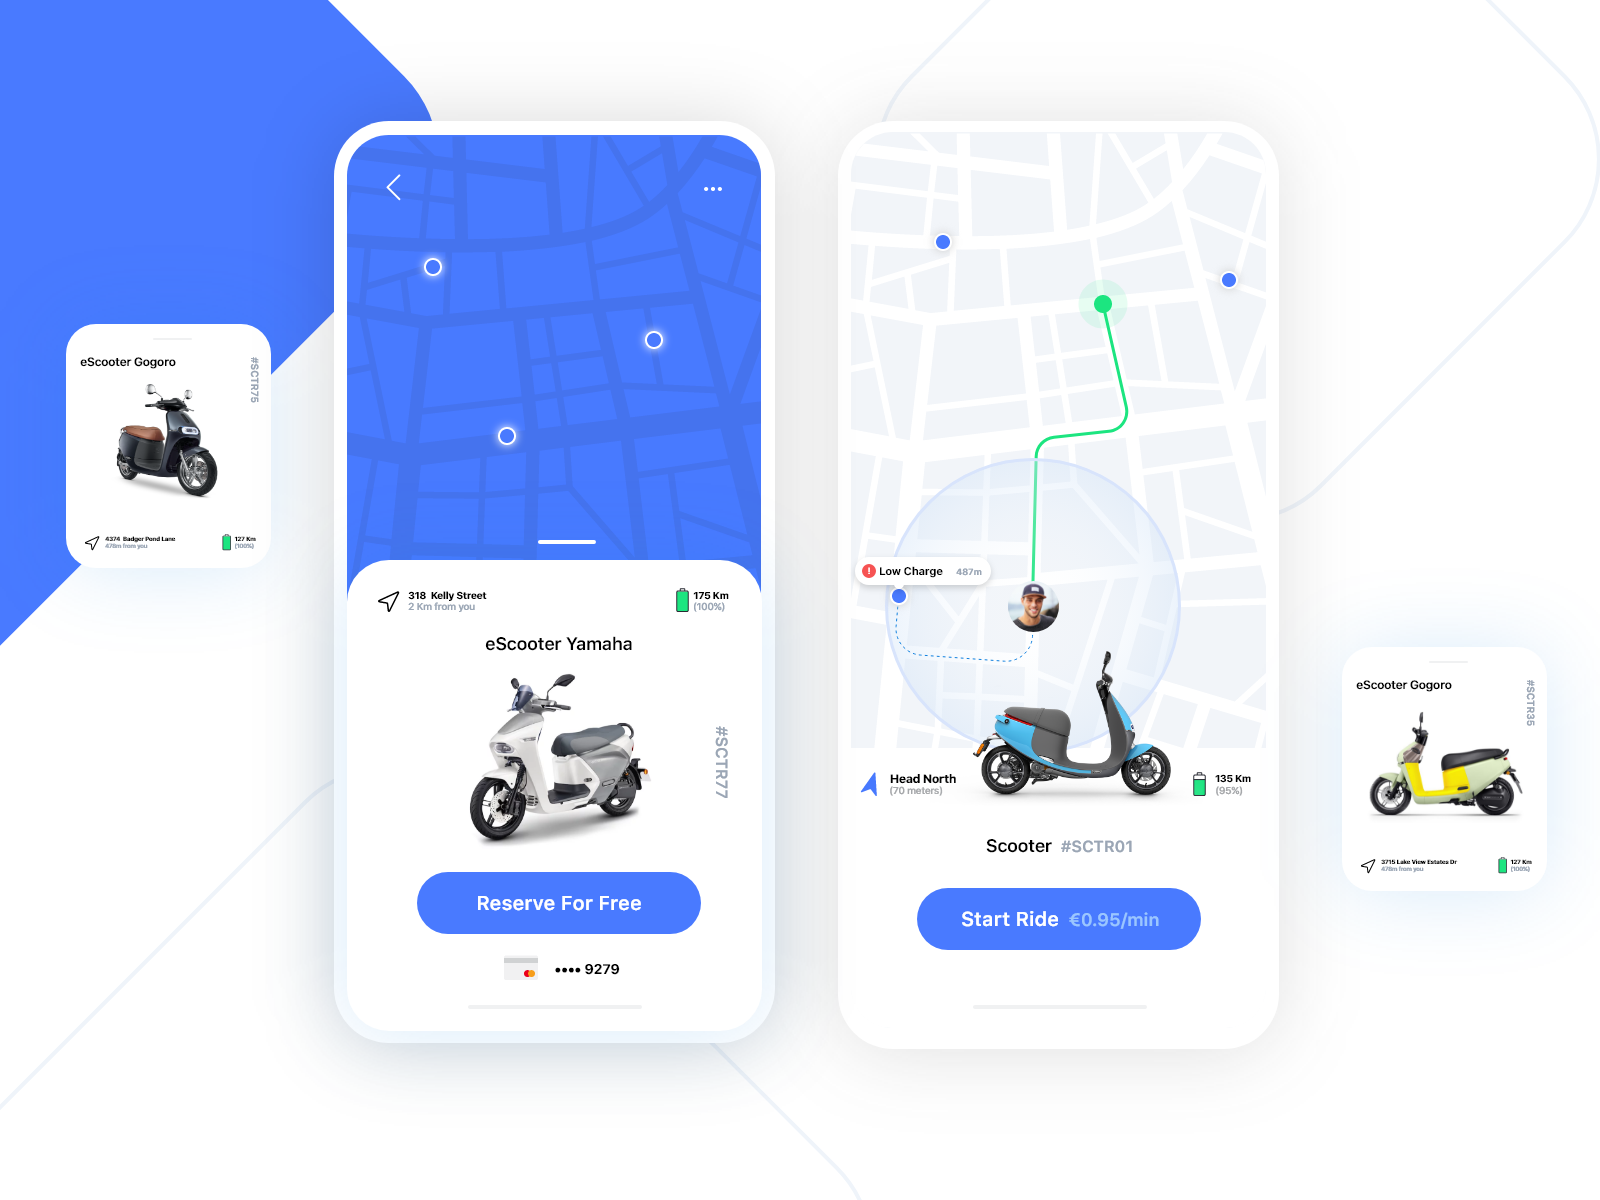 eScooter Gogoro
#SCTR75
4374 Badger Pond Lane
478m from you
127 Km
(100%)
318 Kelly Street
2 Km from you
175 Km
(100%)
eScooter Yamaha
#SCTR77
Reserve For Free
•••• 9279
! Low Charge 487m
Head North
(70 meters)
135 Km
(95%)
Scooter #SCTR01
Start Ride €0.95/min
eScooter Gogoro
#SCTR35
3715 Lake View Estates Dr
478m from you
127 Km
(100%)